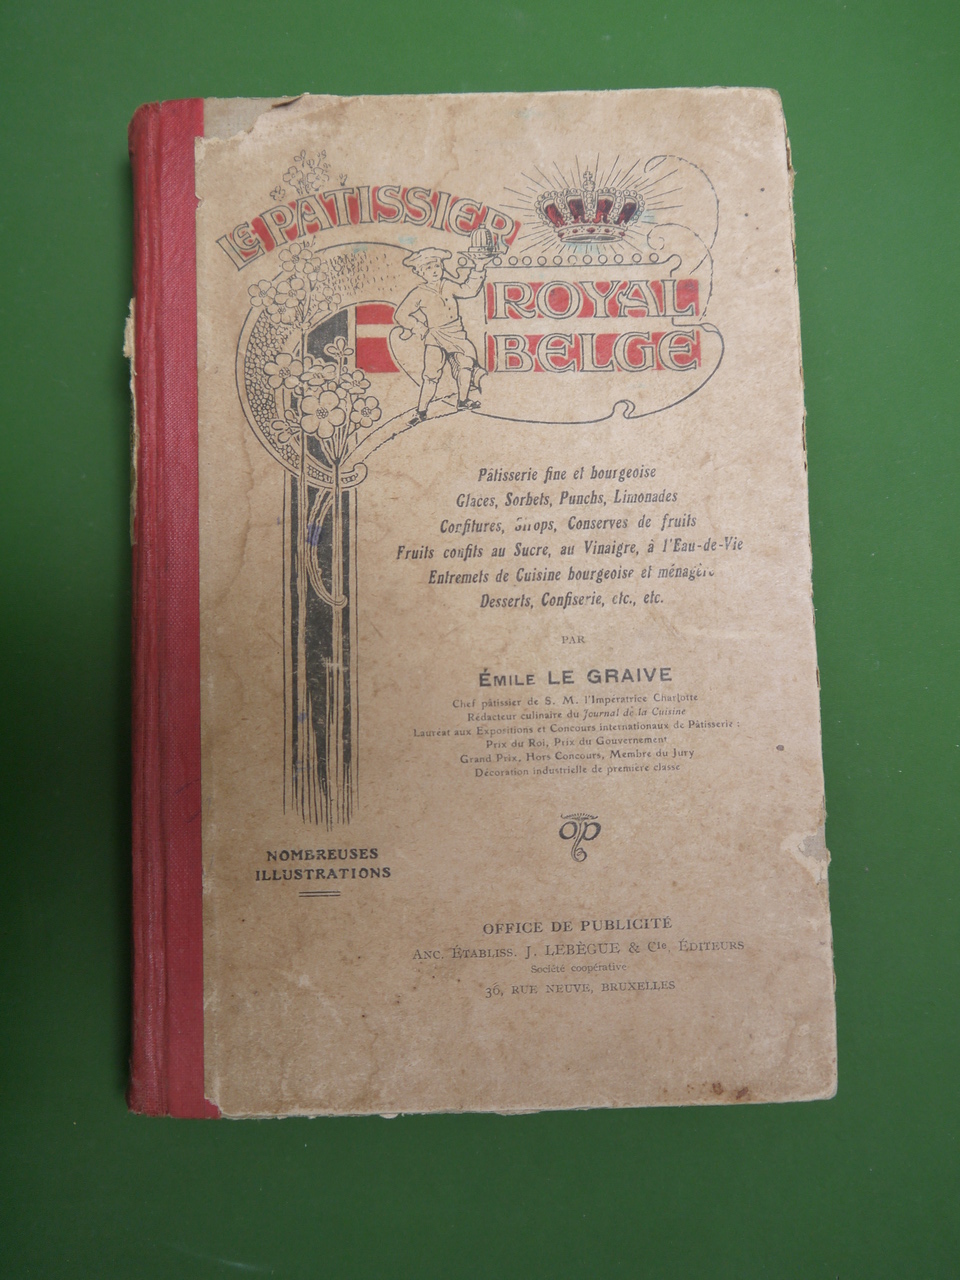 LE PATISSIER
ROYAL
BELGE
Pâtisserie fine et bourgeoise
Glaces, Sorbets, Punchs, Limonades
Confitures, Sirops, Conserves de fruits
Fruits confits au Sucre, au Vinaigre, à l'Eau-de-Vie
Entremets de Cuisine bourgeoise et ménagère
Desserts, Confiserie, etc., etc.
PAR
ÉMILE LE GRAIVE
Chef pâtissier de S. M. l'Impératrice Charlotte
Rédacteur culinaire du Journal de la Cuisine
Lauréat aux Expositions et Concours internationaux de Pâtisserie :
Prix du Roi, Prix du Gouvernement
Grand Prix, Hors Concours, Membre du Jury
Décoration industrielle de première classe
NOMBREUSES
ILLUSTRATIONS
OFFICE DE PUBLICITÉ
ANC. ÉTABLISS. J. LEBÈGUE & Cie, ÉDITEURS
Société coopérative
36, RUE NEUVE, BRUXELLES